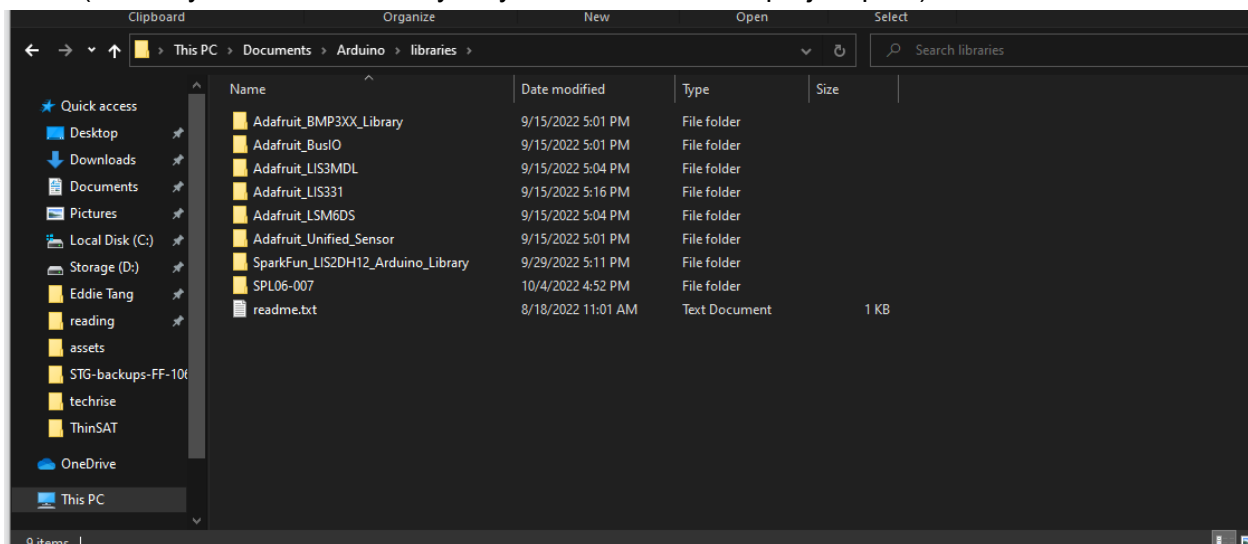 Clipboard Organize New Open Select
This PC > Documents > Arduino > libraries > Search libraries
Name Date modified Type Size
Quick access
Desktop
Downloads
Documents
Pictures
Local Disk (C:)
Storage (D:)
Eddie Tang
reading
assets
STG-backups-FF-106
techrise
ThinSAT
OneDrive
This PC
Adafruit_BMP3XX_Library 9/15/2022 5:01 PM File folder
Adafruit_BusIO 9/15/2022 5:01 PM File folder
Adafruit_LIS3MDL 9/15/2022 5:04 PM File folder
Adafruit_LIS331 9/15/2022 5:16 PM File folder
Adafruit_LSM6DS 9/15/2022 5:04 PM File folder
Adafruit_Unified_Sensor 9/15/2022 5:01 PM File folder
SparkFun_LIS2DH12_Arduino_Library 9/29/2022 5:11 PM File folder
SPL06-007 10/4/2022 4:52 PM File folder
readme.txt 8/18/2022 11:01 AM Text Document 1 KB
9 items